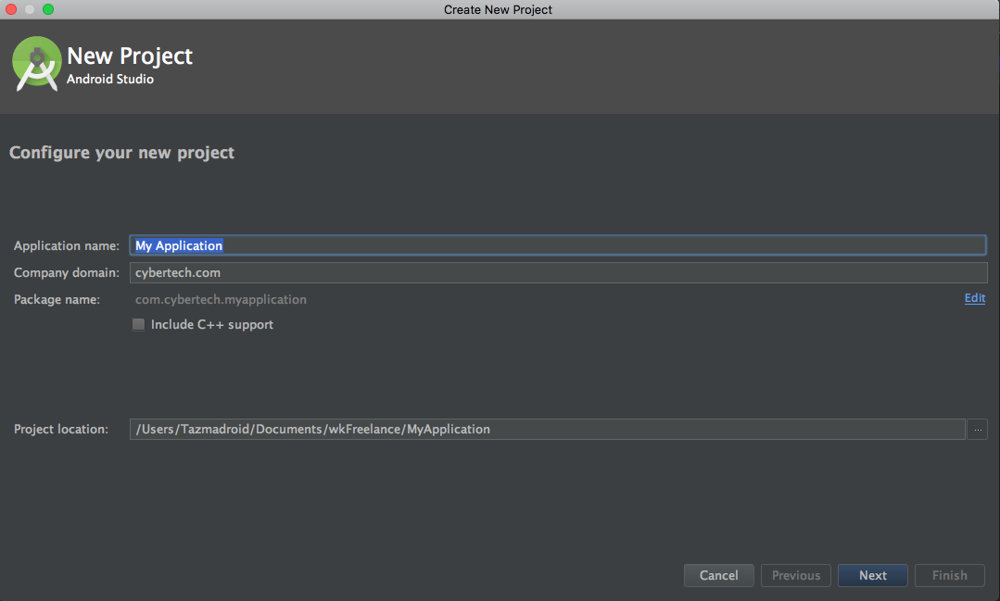 Create New Project
New Project
Android Studio
Configure your new project
Application name: My Application
Company domain: cybertech.com
Package name: com.cybertech.myapplication Edit
Include C++ support
Project location: /Users/Tazmadroid/Documents/wkFreelance/MyApplication ...
Cancel Previous Next Finish